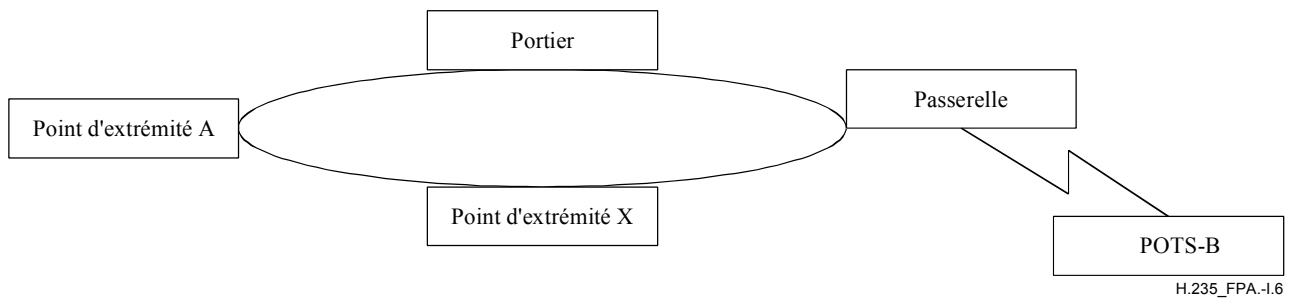 Portier
Passerelle
Point d'extrémité A
Point d'extrémité X
POTS-B
H.235_FPA.-I.6